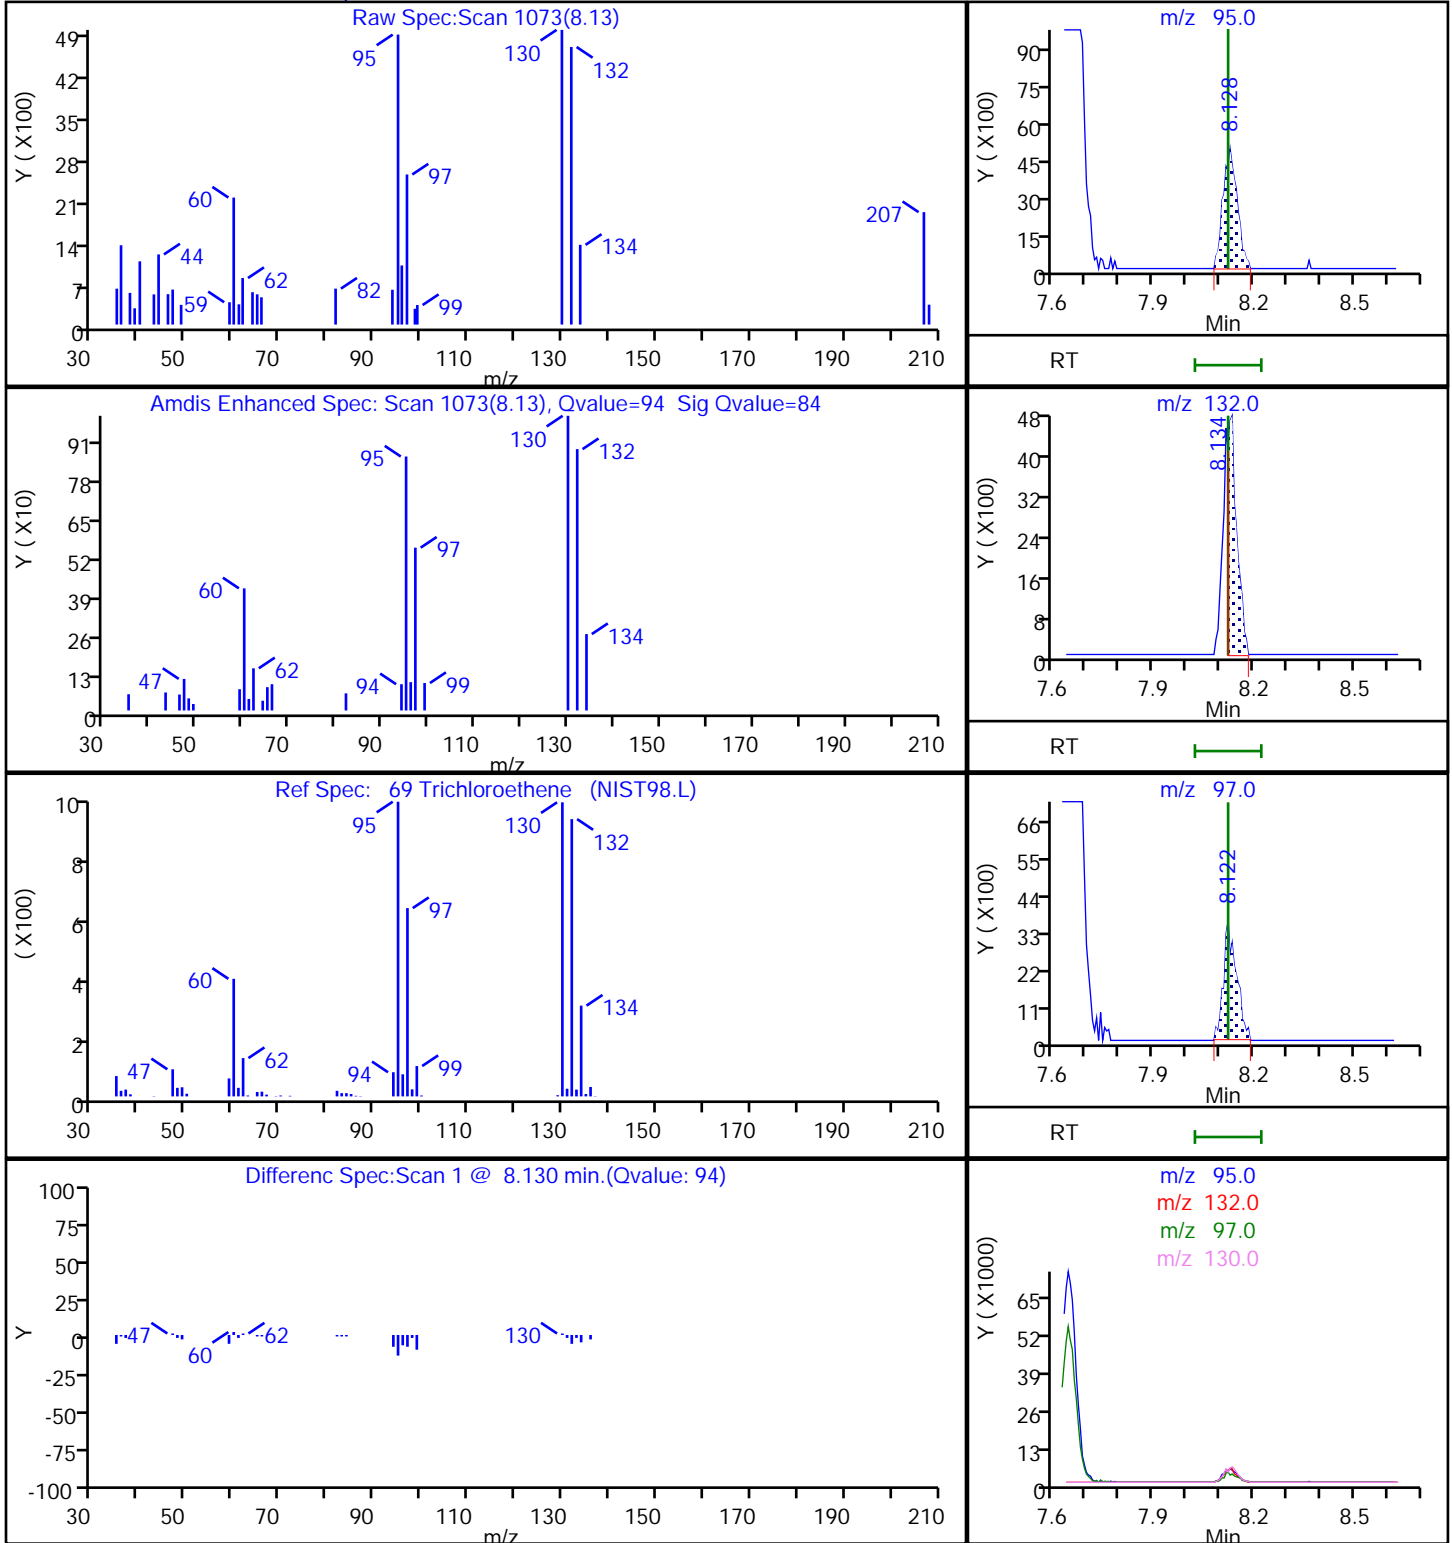 Raw Spec:Scan 1073(8.13)
Y ( X100)
49
42
35
28
21
14
7
0
95
130
132
97
60
207
134
44
62
82
59
99
30 50 70 90 110 130 150 170 190 210
m/z
m/z 95.0
Y ( X100)
90
75
60
45
30
15
0
8.128
7.6 7.9 8.2 8.5
Min
RT
Amdis Enhanced Spec: Scan 1073(8.13), Qvalue=94 Sig Qvalue=84
Y ( X10)
91
78
65
52
39
26
13
0
130
95
132
97
60
134
62
47
94
99
30 50 70 90 110 130 150 170 190 210
m/z
m/z 132.0
Y ( X100)
48
40
32
24
16
8
0
8.134
7.6 7.9 8.2 8.5
Min
RT
Ref Spec: 69 Trichloroethene (NIST98.L)
( X100)
10
8
6
4
2
0
95
130
132
97
60
134
62
47
94
99
30 50 70 90 110 130 150 170 190 210
m/z 97.0
Y ( X100)
66
55
44
33
22
11
0
8.122
7.6 7.9 8.2 8.5
Min
RT
Differenc Spec:Scan 1 @ 8.130 min.(Qvalue: 94)
Y
100
75
50
25
0
-25
-50
-75
-100
47
60
62
130
30 50 70 90 110 130 150 170 190 210
m/z
m/z 95.0
m/z 132.0
m/z 97.0
m/z 130.0
Y ( X1000)
65
52
39
26
13
0
7.6 7.9 8.2 8.5
Min